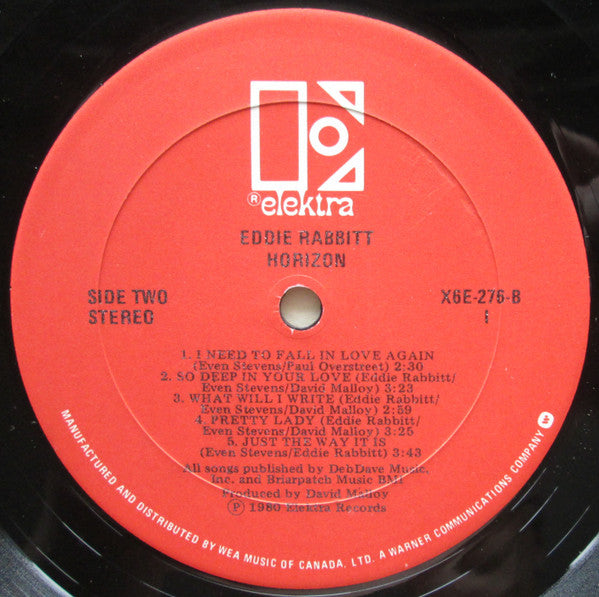 ® elektra
EDDIE RABBITT
HORIZON
SIDE TWO
STEREO
X6E-276-B
1. I NEED TO FALL IN LOVE AGAIN
(Even Stevens/Paul Overstreet) 2:30
2. SO DEEP IN YOUR LOVE (Eddie Rabbitt/
Even Stevens/David Malloy) 3:23
3. WHAT WILL I WRITE (Eddie Rabbitt/
Even Stevens/David Malloy) 2:59
4. PRETTY LADY (Eddie Rabbitt/
Even Stevens/David Malloy) 3:25
5. JUST THE WAY IT IS
(Even Stevens/Eddie Rabbitt) 3:43
All songs published by DebDave Music,
Inc. and Briarpatch Music BMI
Produced by David Malloy
Ⓟ 1980 Elektra Records
MANUFACTURED AND DISTRIBUTED BY WEA MUSIC OF CANADA, LTD. A WARNER COMMUNICATIONS COMPANY